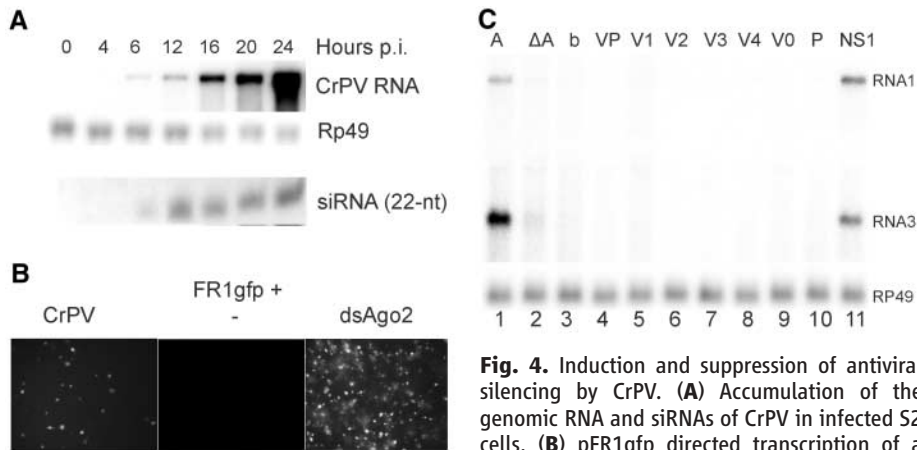 A
0 4 6 12 16 20 24 Hours p.i.
CrPV RNA
Rp49
siRNA (22-nt)
B
FR1gfp +
CrPV - dsAgo2
C
A ΔA b VP V1 V2 V3 V4 V0 P NS1
RNA1
RNA3
RP49
1 2 3 4 5 6 7 8 9 10 11
Fig. 4. Induction and suppression of antiviral
silencing by CrPV. (A) Accumulation of the
genomic RNA and siRNAs of CrPV in infected S2
cells. (B) pFR1gfp directed transcription of a